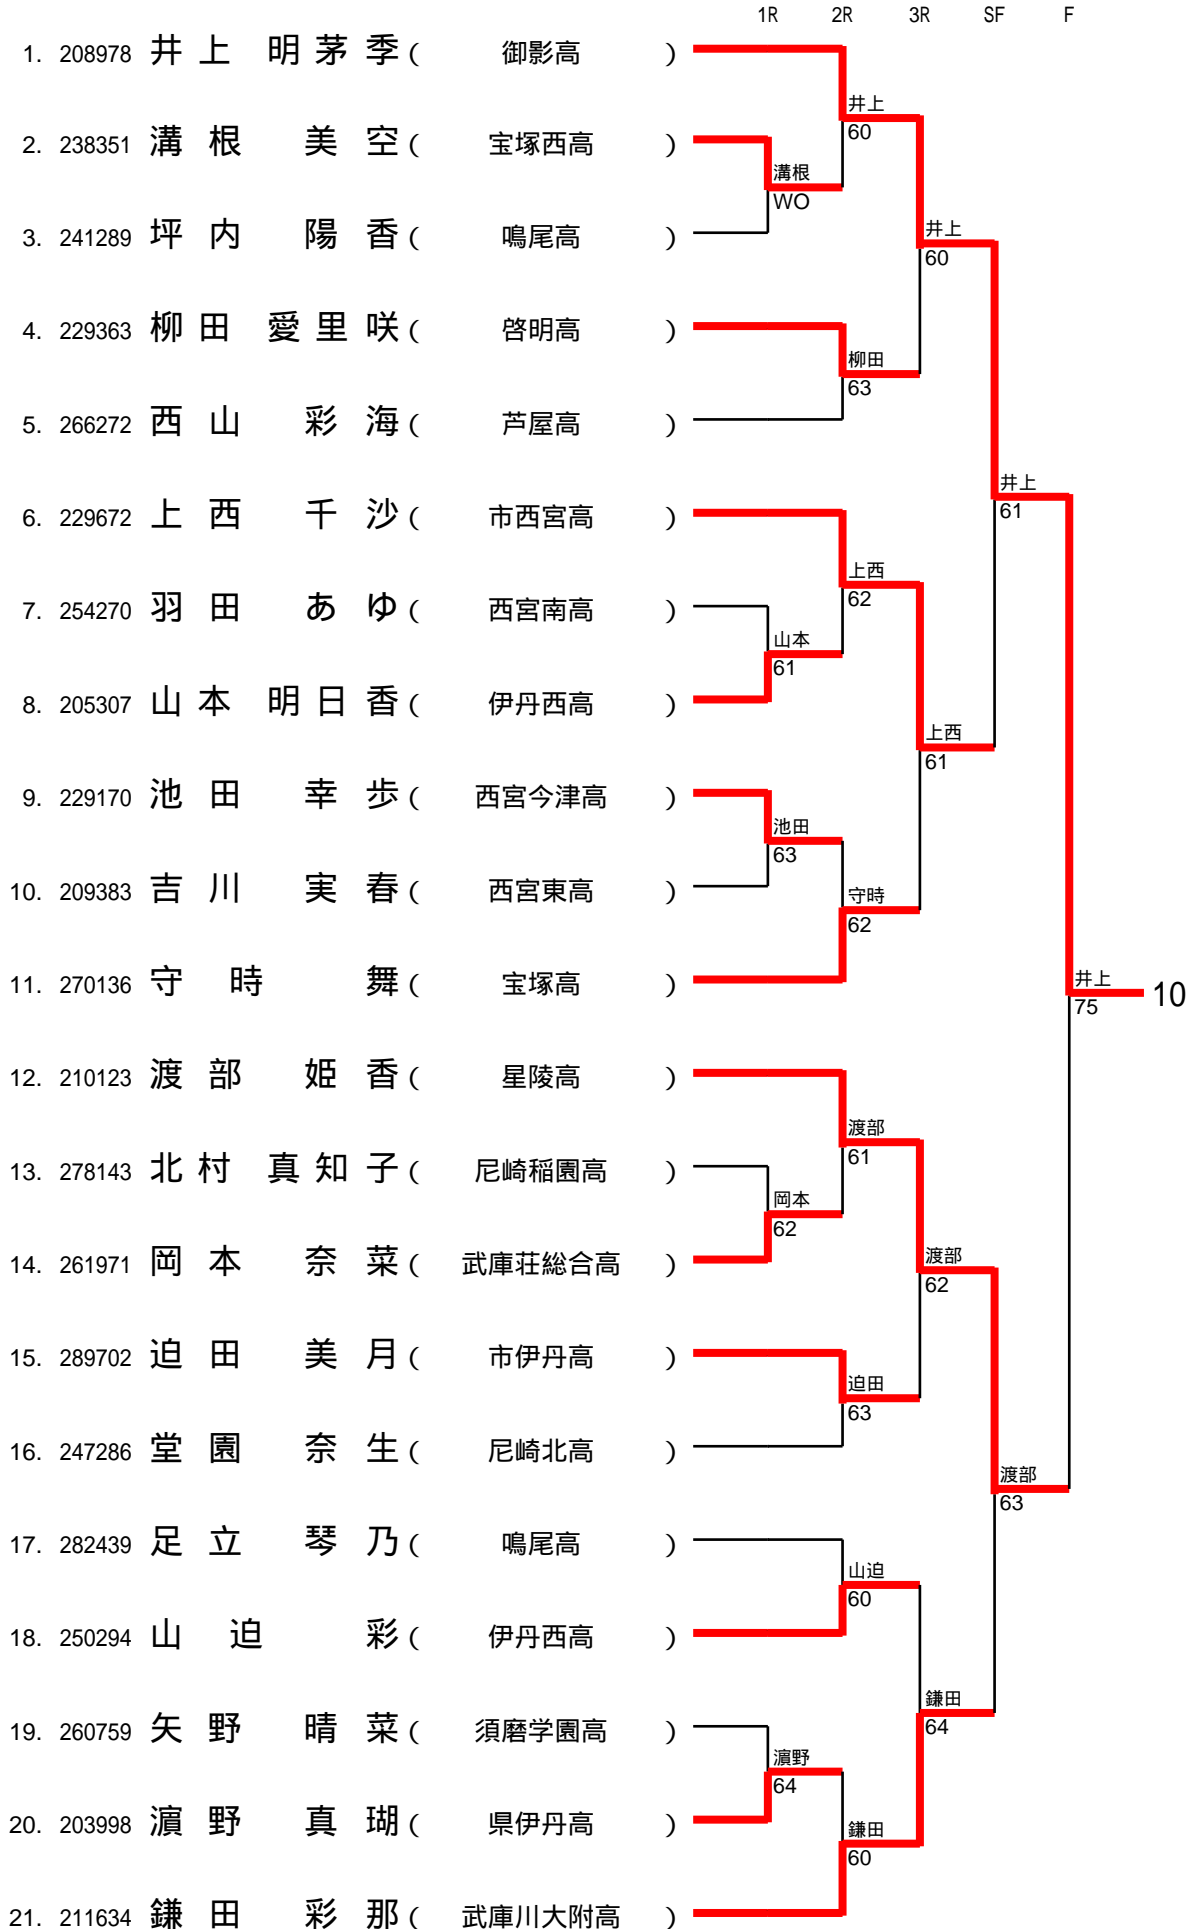 1R 2R 3R SF F
1. 208978 井上 明茅季 ( 御影高 )
井上
60
2. 238351 溝根 美空 ( 宝塚西高 )
溝根
WO
3. 241289 坪内 陽香 ( 鳴尾高 )
井上
60
4. 229363 柳田 愛里咲 ( 啓明高 )
柳田
63
5. 266272 西山 彩海 ( 芦屋高 )
井上
61
6. 229672 上西 千沙 ( 市西宮高 )
上西
62
7. 254270 羽田 あゆ ( 西宮南高 )
山本
61
8. 205307 山本 明日香 ( 伊丹西高 )
上西
61
9. 229170 池田 幸歩 ( 西宮今津高 )
池田
63
10. 209383 吉川 実春 ( 西宮東高 )
守時
62
11. 270136 守時 舞 ( 宝塚高 )
井上
75
10
12. 210123 渡部 姫香 ( 星陵高 )
渡部
61
13. 278143 北村 真知子 ( 尼崎稲園高 )
岡本
62
14. 261971 岡本 奈菜 ( 武庫荘総合高 )
渡部
62
15. 289702 迫田 美月 ( 市伊丹高 )
迫田
63
16. 247286 堂園 奈生 ( 尼崎北高 )
渡部
63
17. 282439 足立 琴乃 ( 鳴尾高 )
山迫
60
18. 250294 山迫 彩 ( 伊丹西高 )
鎌田
64
19. 260759 矢野 晴菜 ( 須磨学園高 )
濵野
64
20. 203998 濵野 真瑚 ( 県伊丹高 )
鎌田
60
21. 211634 鎌田 彩那 ( 武庫川大附高 )